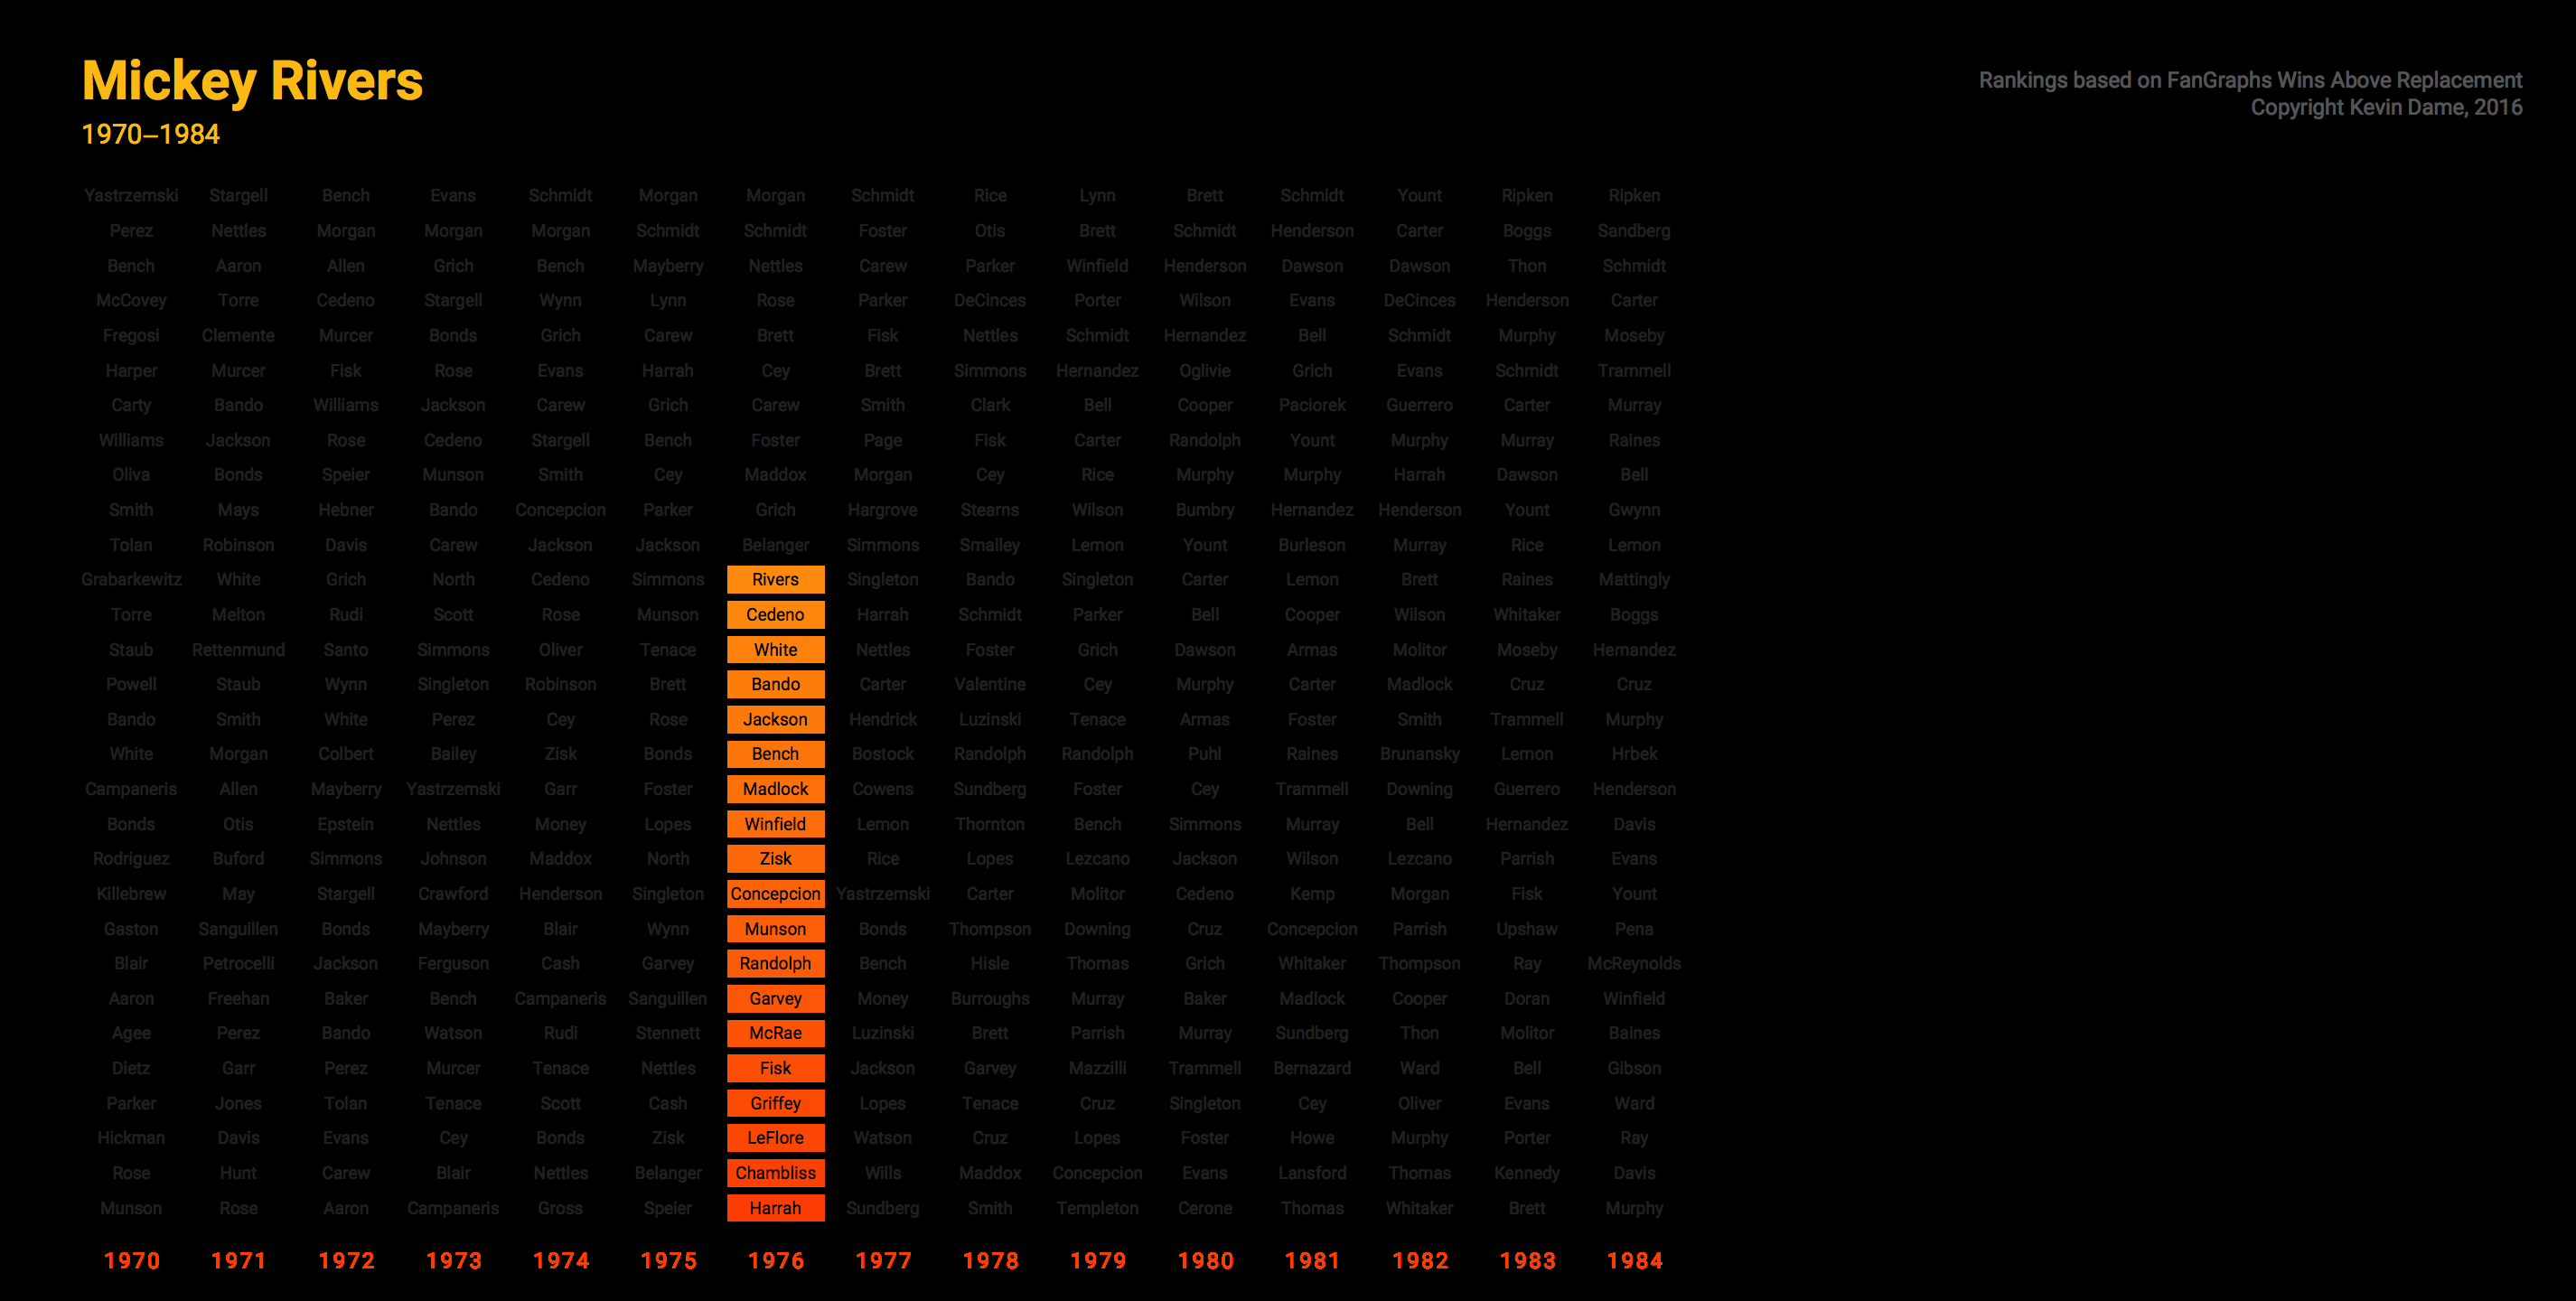 Mickey Rivers
1970–1984
Rankings based on FanGraphs Wins Above Replacement
Copyright Kevin Dame, 2016
Yastrzemski Stargell Bench Evans Schmidt Morgan Morgan Schmidt Rice Lynn Brett Schmidt Yount Ripken Ripken
Perez Nettles Morgan Morgan Morgan Schmidt Schmidt Foster Otis Brett Schmidt Henderson Carter Boggs Sandberg
Bench Aaron Allen Grich Bench Mayberry Nettles Carew Parker Winfield Henderson Dawson Dawson Thon Schmidt
McCovey Torre Cedeno Stargell Wynn Lynn Rose Parker DeCinces Porter Wilson Evans DeCinces Henderson Carter
Fregosi Clemente Murcer Bonds Grich Carew Brett Fisk Nettles Schmidt Hernandez Bell Schmidt Murphy Moseby
Harper Murcer Fisk Rose Evans Harrah Cey Brett Simmons Hernandez Oglivie Grich Evans Schmidt Trammell
Carty Bando Williams Jackson Carew Grich Carew Smith Clark Bell Cooper Paciorek Guerrero Carter Murray
Williams Jackson Rose Cedeno Stargell Bench Foster Page Fisk Carter Randolph Yount Murphy Murray Raines
Oliva Bonds Speier Munson Smith Cey Maddox Morgan Cey Rice Murphy Murphy Harrah Dawson Bell
Smith Mays Hebner Bando Concepcion Parker Grich Hargrove Stearns Wilson Bumbry Hernandez Henderson Yount Gwynn
Tolan Robinson Davis Carew Jackson Jackson Belanger Simmons Smalley Lemon Yount Burleson Murray Rice Lemon
Grabarkewitz White Grich North Cedeno Simmons Rivers Singleton Bando Singleton Carter Lemon Brett Raines Mattingly
Torre Melton Rudi Scott Rose Munson Cedeno Harrah Schmidt Parker Bell Cooper Wilson Whitaker Boggs
Staub Rettenmund Santo Simmons Oliver Tenace White Nettles Foster Grich Dawson Armas Molitor Moseby Hernandez
Powell Staub Wynn Singleton Robinson Brett Bando Carter Valentine Cey Murphy Carter Madlock Cruz Cruz
Bando Smith White Perez Cey Rose Jackson Hendrick Luzinski Tenace Armas Foster Smith Trammell Murphy
White Morgan Colbert Bailey Zisk Bonds Bench Bostock Randolph Randolph Puhl Raines Brunansky Lemon Hrbek
Campaneris Allen Mayberry Yastrzemski Garr Foster Madlock Cowens Sundberg Foster Cey Trammell Downing Guerrero Henderson
Bonds Otis Epstein Nettles Money Lopes Winfield Lemon Thornton Bench Simmons Murray Bell Hernandez Davis
Rodriguez Buford Simmons Johnson Maddox North Zisk Rice Lopes Lezcano Jackson Wilson Lezcano Parrish Evans
Killebrew May Stargell Crawford Henderson Singleton Concepcion Yastrzemski Carter Molitor Cedeno Kemp Morgan Fisk Yount
Gaston Sanguillen Bonds Mayberry Blair Wynn Munson Bonds Thompson Downing Cruz Concepcion Parrish Upshaw Pena
Blair Petrocelli Jackson Ferguson Cash Garvey Randolph Bench Hisle Thomas Grich Whitaker Thompson Ray McReynolds
Aaron Freehan Baker Bench Campaneris Sanguillen Garvey Money Burroughs Murray Baker Madlock Cooper Doran Winfield
Agee Perez Bando Watson Rudi Stennett McRae Luzinski Brett Parrish Murray Sundberg Thon Molitor Baines
Dietz Garr Perez Murcer Tenace Nettles Fisk Jackson Garvey Mazzilli Trammell Bernazard Ward Bell Gibson
Parker Jones Tolan Tenace Scott Cash Griffey Lopes Tenace Cruz Singleton Cey Oliver Evans Ward
Hickman Davis Evans Cey Bonds Zisk LeFlore Watson Cruz Lopes Foster Howe Murphy Porter Ray
Rose Hunt Carew Blair Nettles Belanger Chambliss Wills Maddox Concepcion Evans Lansford Thomas Kennedy Davis
Munson Rose Aaron Campaneris Gross Speier Harrah Sundberg Smith Templeton Cerone Thomas Whitaker Brett Murphy
1970 1971 1972 1973 1974 1975 1976 1977 1978 1979 1980 1981 1982 1983 1984